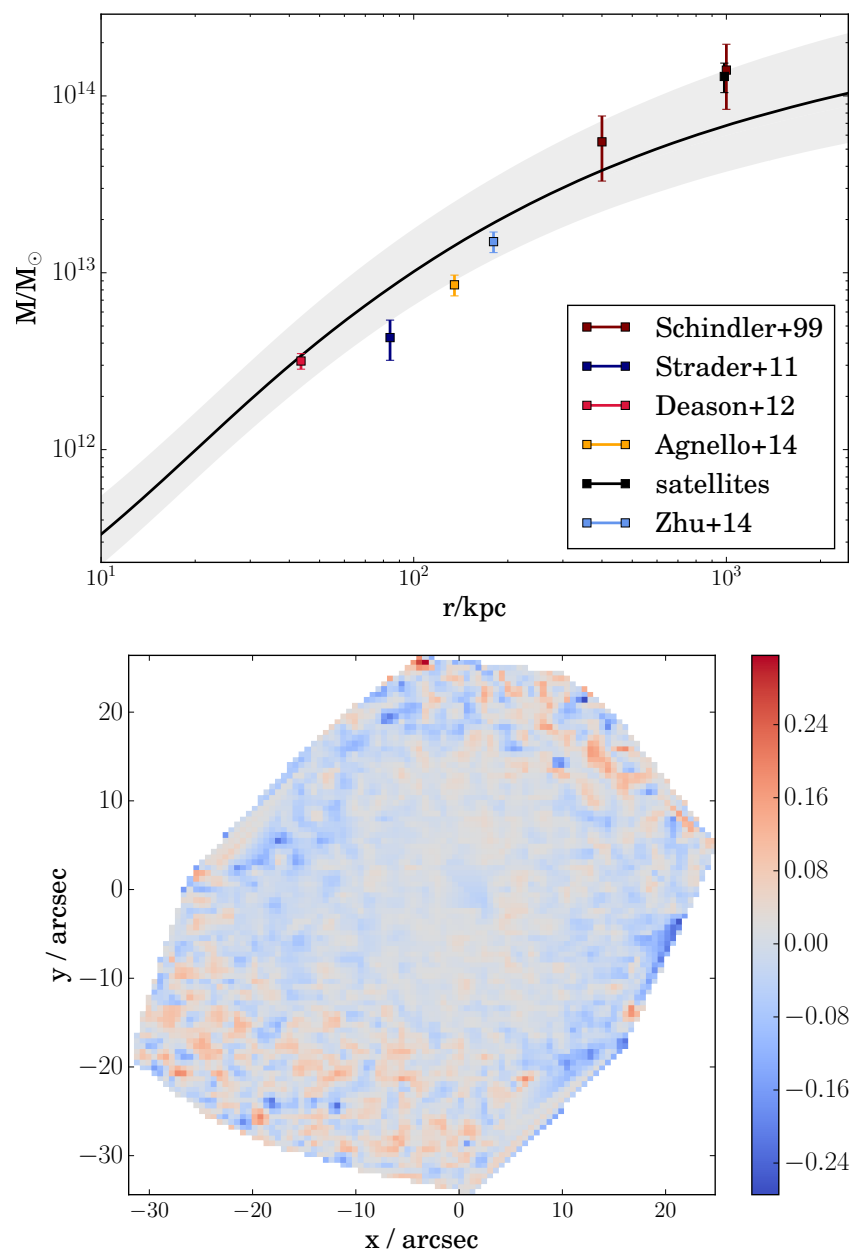 10^14
10^13
10^12
M/M_⊙
10^1
10^2
10^3
r/kpc
Schindler+99
Strader+11
Deason+12
Agnello+14
satellites
Zhu+14
20
10
0
−10
−20
−30
y / arcsec
−30
−20
−10
0
10
20
x / arcsec
0.24
0.16
0.08
0.00
−0.08
−0.16
−0.24